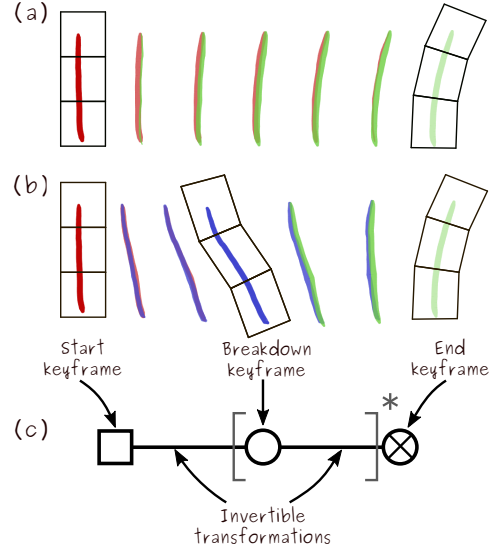 (a)
(b)
Start
keyframe
Breakdown
keyframe
End
keyframe
(c)
*
Invertible
transformations